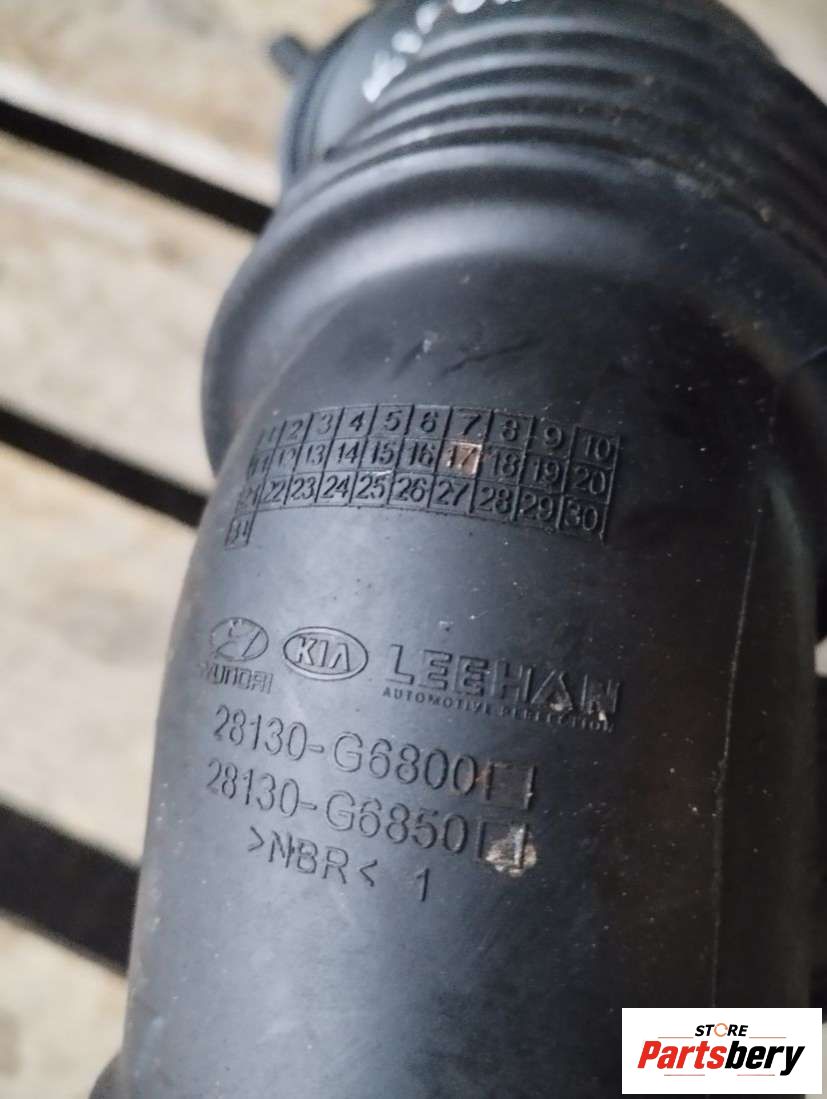 1 2 3 4 5 6 7 8 9 10
11 12 13 14 15 16 17 18 19 20
21 22 23 24 25 26 27 28 29 30
31
HYUNDAI KIA LEEHAN
AUTOMOTIVE PERFECTION
28130-G6800
28130-G6850
>NBR< 1
STORE
Partsbery